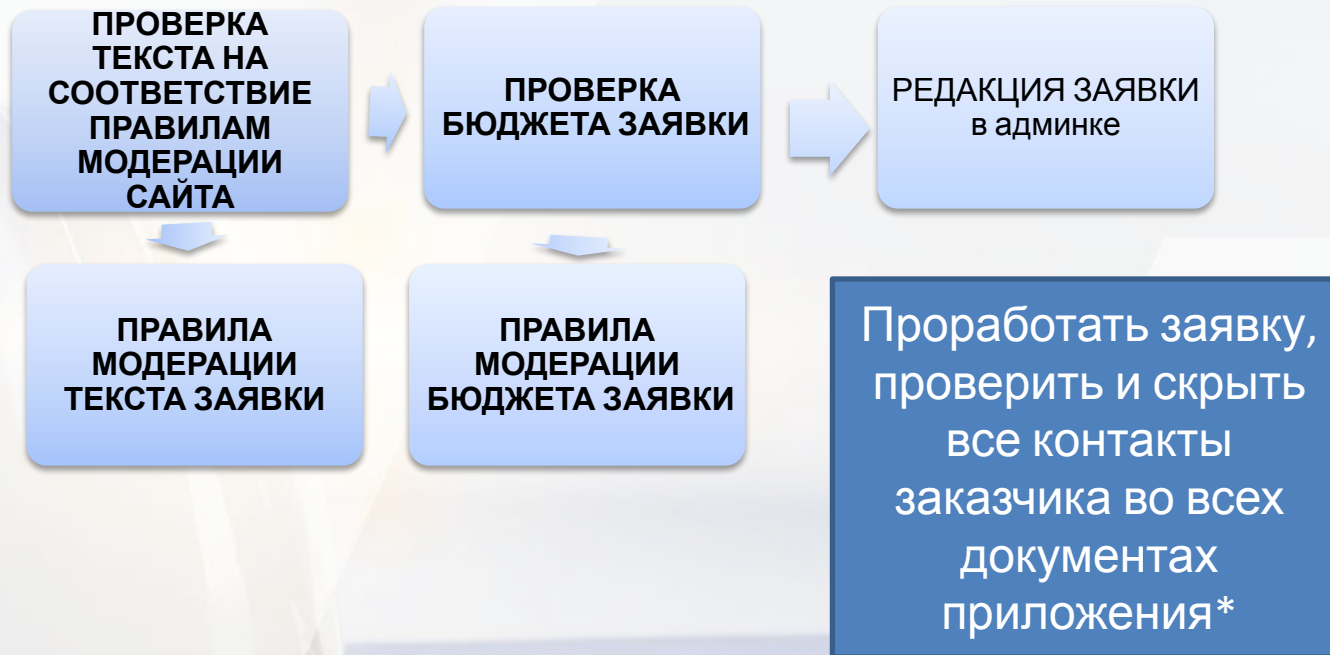 ПРОВЕРКА
ТЕКСТА НА
СООТВЕТСТВИЕ
ПРАВИЛАМ
МОДЕРАЦИИ
САЙТА
ПРОВЕРКА
БЮДЖЕТА ЗАЯВКИ
РЕДАКЦИЯ ЗАЯВКИ
в админке
ПРАВИЛА
МОДЕРАЦИИ
ТЕКСТА ЗАЯВКИ
ПРАВИЛА
МОДЕРАЦИИ
БЮДЖЕТА ЗАЯВКИ
Проработать заявку,
проверить и скрыть
все контакты
заказчика во всех
документах
приложения*